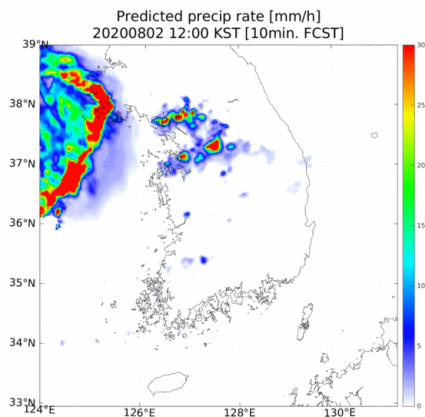 Predicted precip rate [mm/h]
20200802 12:00 KST [10min. FCST]
39°N
38°N
37°N
36°N
35°N
34°N
33°N
124°E
126°E
128°E
130°E
30
25
20
15
10
5
0